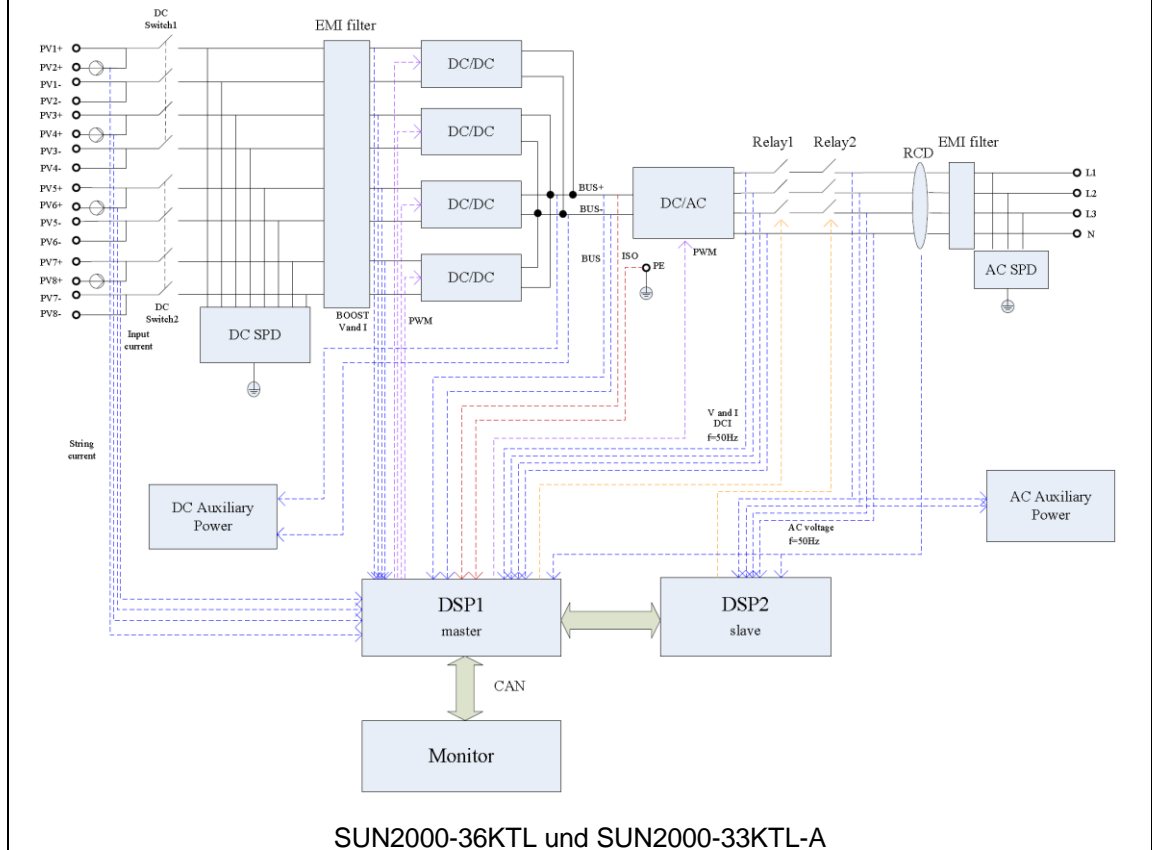 DC
Switch1
EMI filter
PV1+
PV2+
PV1-
PV2-
PV3+
PV4+
PV3-
PV4-
PV5+
PV6+
PV5-
PV6-
PV7+
PV8+
PV7-
PV8-
DC
Switch2
Input
current
String
current
DC SPD
BOOST
Vand I
PWM
DC/DC
DC/DC
DC/DC
DC/DC
BUS+
BUS-
BUS
ISO
PE
DC/AC
PWM
Relay1
Relay2
RCD
EMI filter
L1
L2
L3
N
AC SPD
V and I
DCI
f=50Hz
DC Auxiliary
Power
AC Auxiliary
Power
AC voltage
f=50Hz
DSP1
master
DSP2
slave
CAN
Monitor
SUN2000-36KTL und SUN2000-33KTL-A